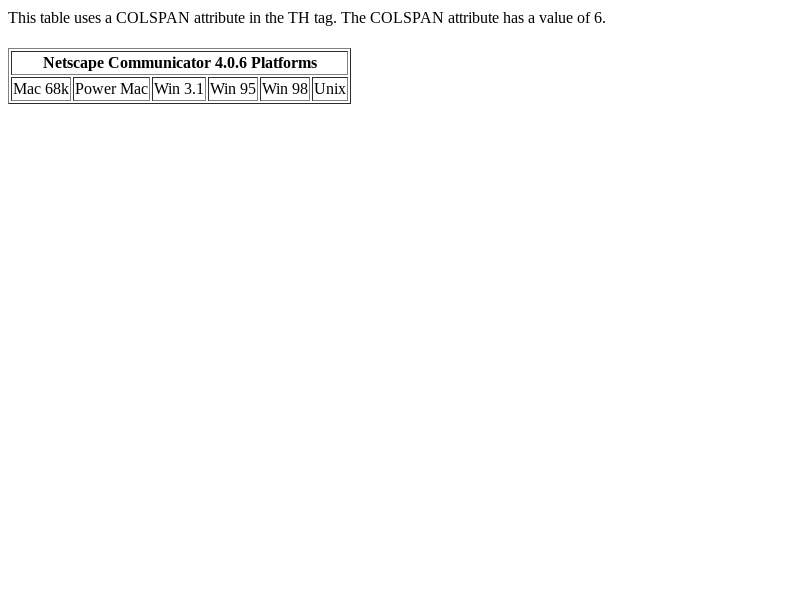 This table uses a COLSPAN attribute in the TH tag. The COLSPAN attribute has a value of 6.
Netscape Communicator 4.0.6 Platforms
Mac 68k Power Mac Win 3.1 Win 95 Win 98 Unix